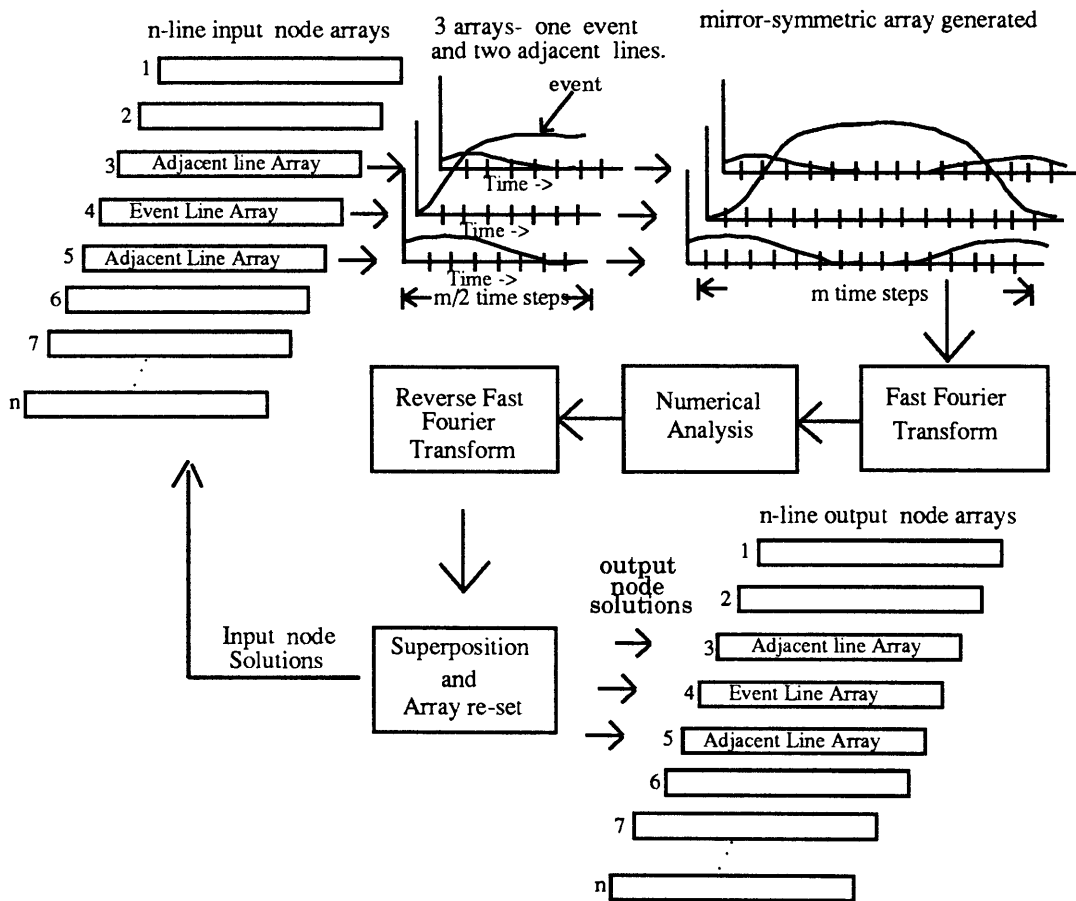 n-line input node arrays
3 arrays- one event
and two adjacent lines.
mirror-symmetric array generated
event
1
2
3 Adjacent line Array
4 Event Line Array
5 Adjacent Line Array
6
7
n
Time ->
Time ->
Time ->
m/2 time steps
m time steps
Reverse Fast
Fourier
Transform
Numerical
Analysis
Fast Fourier
Transform
n-line output node arrays
output
node
solutions
Input node
Solutions
Superposition
and
Array re-set
1
2
3 Adjacent line Array
4 Event Line Array
5 Adjacent Line Array
6
7
n